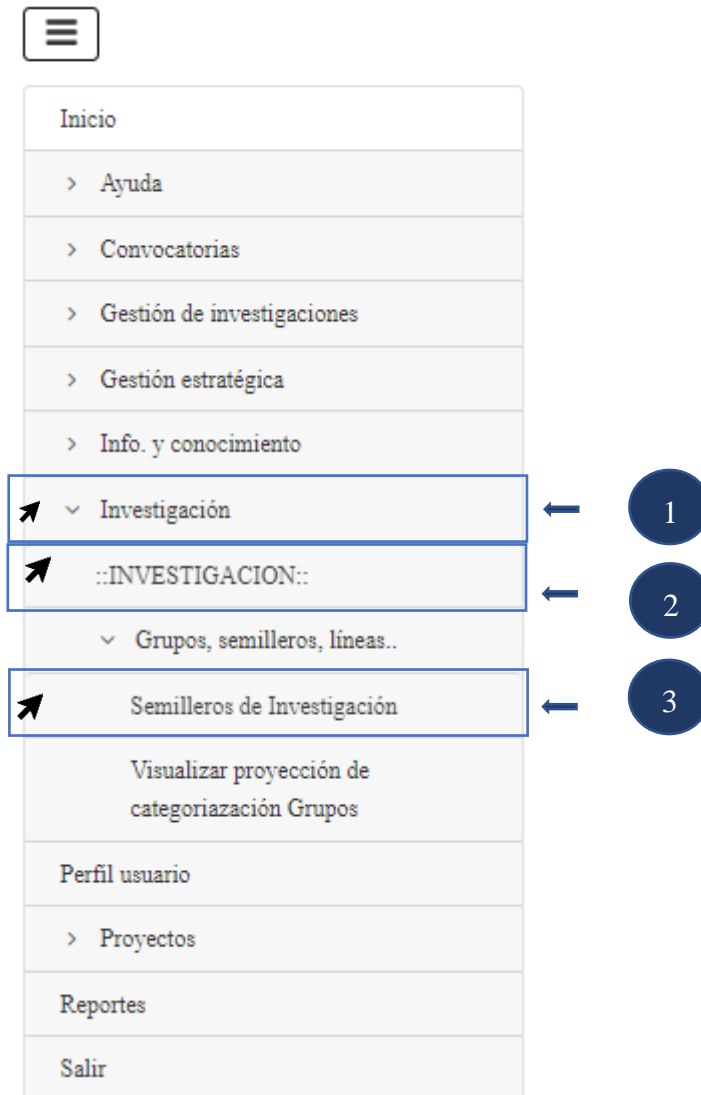 Inicio
> Ayuda
> Convocatorias
> Gestión de investigaciones
> Gestión estratégica
> Info. y conocimiento
Investigación
1
::INVESTIGACION::
2
Grupos, semilleros, líneas..
Semilleros de Investigación
3
Visualizar proyección de
categoriazación Grupos
Perfil usuario
> Proyectos
Reportes
Salir